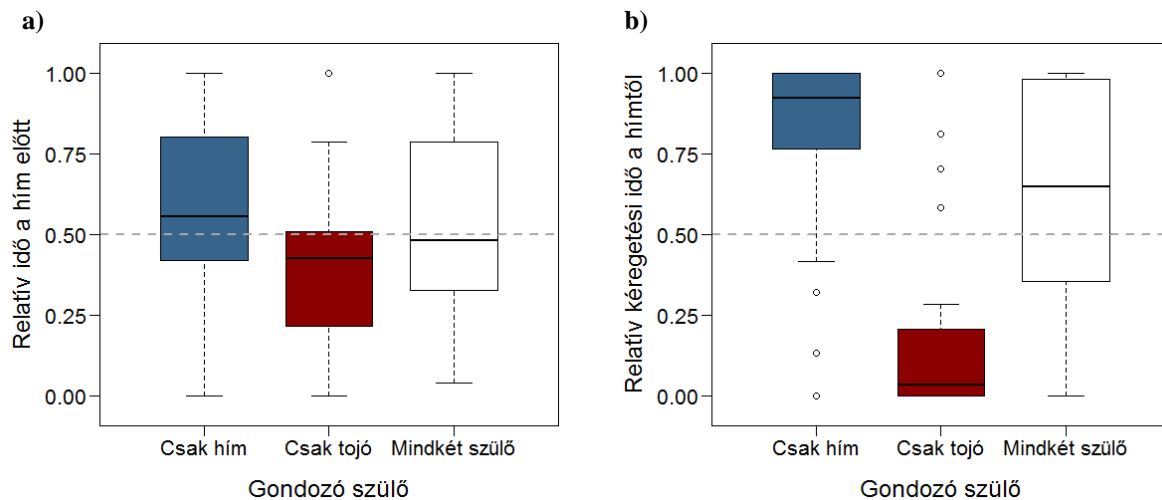 a)
Relatív idő a hím előtt
1.00
0.75
0.50
0.25
0.00
Csak hím Csak tojó Mindkét szülő
Gondozó szülő
b)
Relatív kéregetési idő a hímtől
1.00
0.75
0.50
0.25
0.00
Csak hím Csak tojó Mindkét szülő
Gondozó szülő